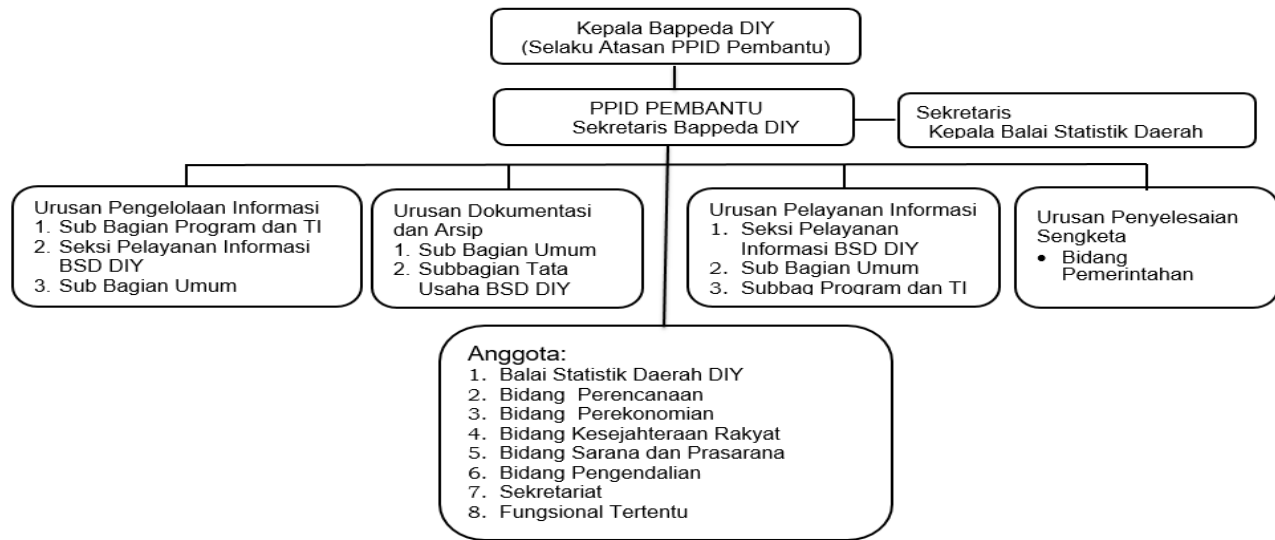 Kepala Bappeda DIY
(Selaku Atasan PPID Pembantu)
PPID PEMBANTU
Sekretaris Bappeda DIY
Sekretaris
Kepala Balai Statistik Daerah
Urusan Pengelolaan Informasi
1. Sub Bagian Program dan TI
2. Seksi Pelayanan Informasi
BSD DIY
3. Sub Bagian Umum
Urusan Dokumentasi
dan Arsip
1. Sub Bagian Umum
2. Subbagian Tata
Usaha BSD DIY
Urusan Pelayanan Informasi
1. Seksi Pelayanan
Informasi BSD DIY
2. Sub Bagian Umum
3. Subbag Program dan TI
Urusan Penyelesaian
Sengketa
• Bidang
Pemerintahan
Anggota:
1. Balai Statistik Daerah DIY
2. Bidang Perencanaan
3. Bidang Perekonomian
4. Bidang Kesejahteraan Rakyat
5. Bidang Sarana dan Prasarana
6. Bidang Pengendalian
7. Sekretariat
8. Fungsional Tertentu